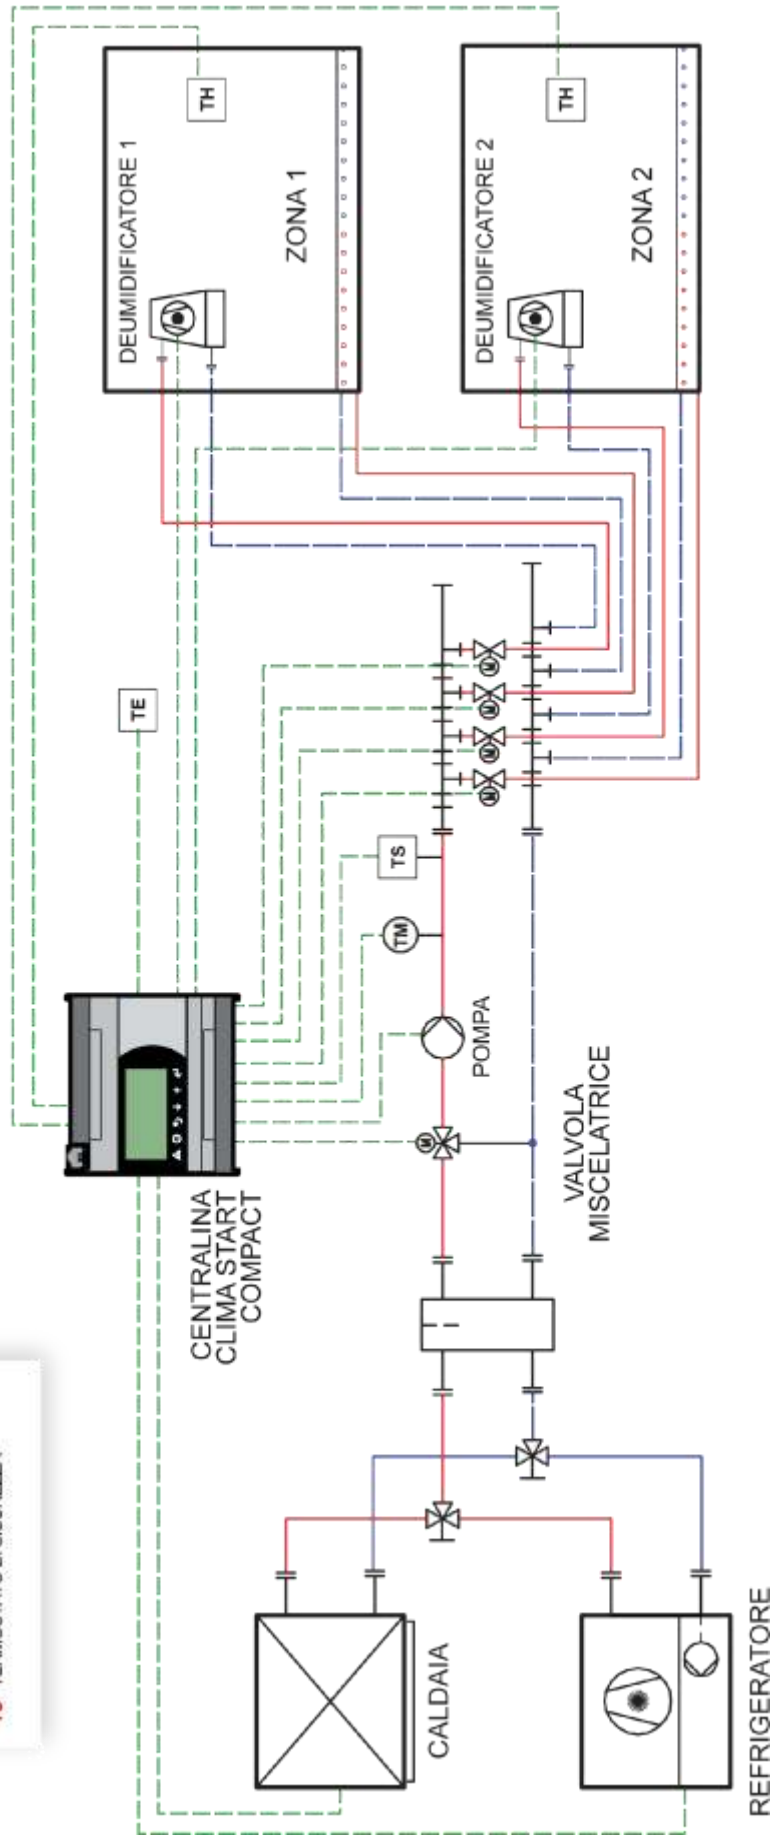 TH
DEUMIDIFICATORE 1
ZONA 1
TH
DEUMIDIFICATORE 2
ZONA 2
TE
TS
TM
POMPA
M
M
M
M
M
VALVOLA
MISCELATRICE
CENTRALINA
CLIMA START
COMPACT
CALDAIA
REFRIGERATORE